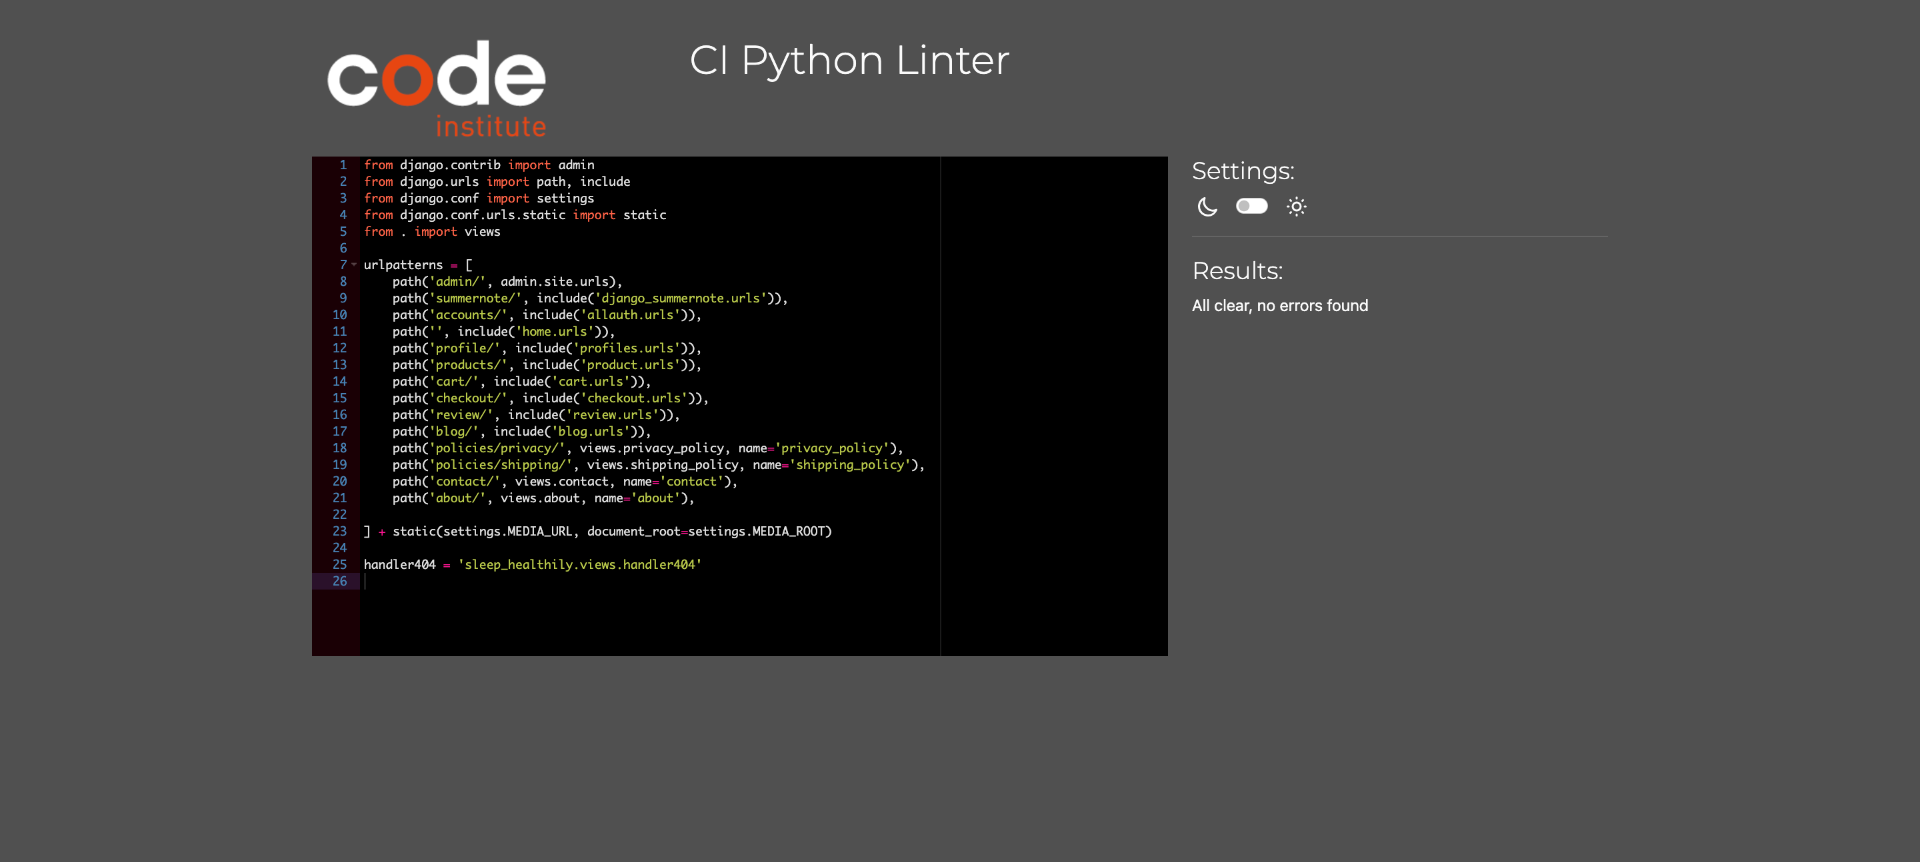 code
institute
CI Python Linter
1 from django.contrib import admin
2 from django.urls import path, include
3 from django.conf import settings
4 from django.conf.urls.static import static
5 from . import views
6
7 urlpatterns = [
8     path('admin/', admin.site.urls),
9     path('summernote/', include('django_summernote.urls')),
10     path('accounts/', include('allauth.urls')),
11     path('', include('home.urls')),
12     path('profile/', include('profiles.urls')),
13     path('products/', include('product.urls')),
14     path('cart/', include('cart.urls')),
15     path('checkout/', include('checkout.urls')),
16     path('review/', include('review.urls')),
17     path('blog/', include('blog.urls')),
18     path('policies/privacy/', views.privacy_policy, name='privacy_policy'),
19     path('policies/shipping/', views.shipping_policy, name='shipping_policy'),
20     path('contact/', views.contact, name='contact'),
21     path('about/', views.about, name='about'),
22
23 ] + static(settings.MEDIA_URL, document_root=settings.MEDIA_ROOT)
24
25 handler404 = 'sleep_healthily.views.handler404'
26
Settings:
Results:
All clear, no errors found